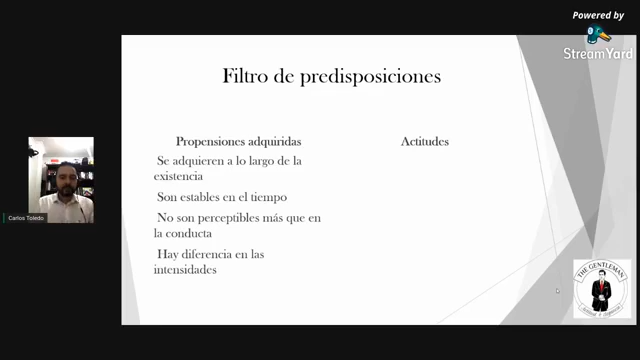 Powered by
StreamYard
Filtro de predisposiciones
Propensiones adquiridas
Actitudes
Se adquieren a lo largo de la
existencia
Son estables en el tiempo
No son perceptibles más que en
la conducta
Hay diferencia en las
intensidades
Carlos Toledo
THE GENTLEMAN